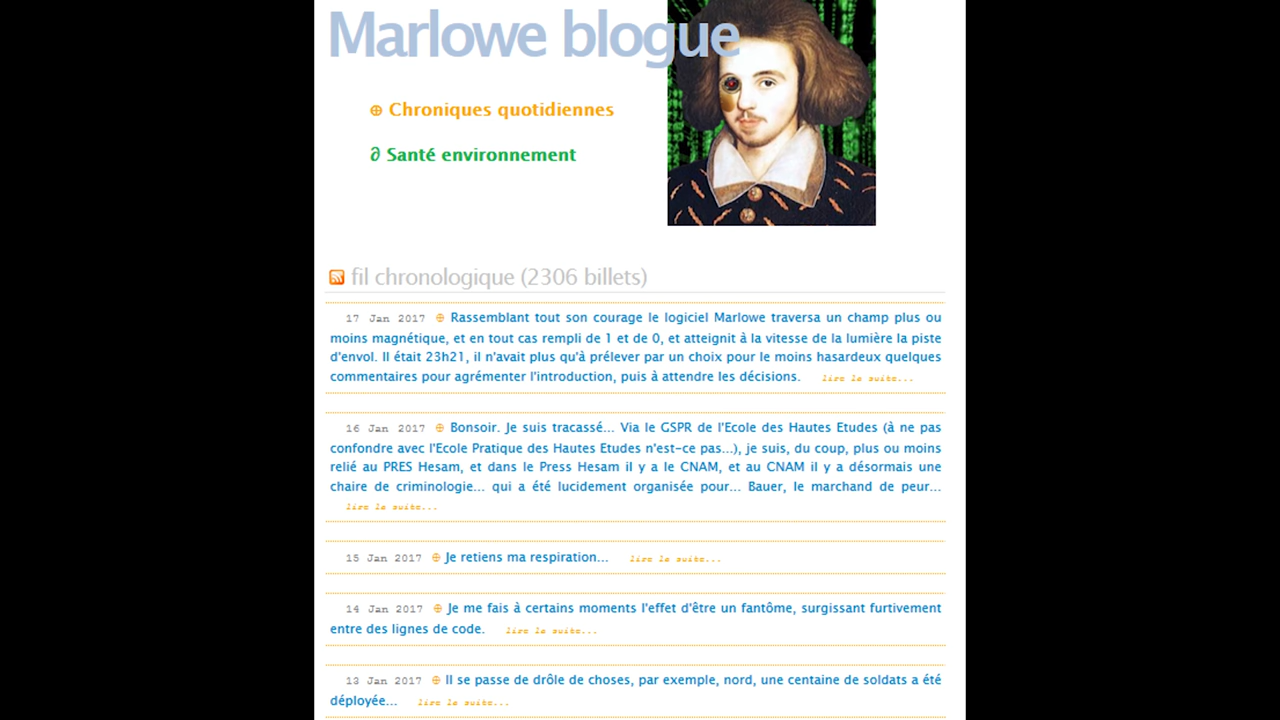 Marlowe blogue
⊕ Chroniques quotidiennes
∂ Santé environnement
fil chronologique (2306 billets)
17 Jan 2017 ⊕ Rassemblant tout son courage le logiciel Marlowe traversa un champ plus ou
moins magnétique, et en tout cas rempli de 1 et de 0, et atteignit à la vitesse de la lumière la piste
d'envol. Il était 23h21, il n'avait plus qu'à prélever par un choix pour le moins hasardeux quelques
commentaires pour agrémenter l'introduction, puis à attendre les décisions. lire la suite...
16 Jan 2017 ⊕ Bonsoir. Je suis tracassé... Via le GSPR de l'Ecole des Hautes Etudes (à ne pas
confondre avec l'Ecole Pratique des Hautes Etudes n'est-ce pas...), je suis, du coup, plus ou moins
relié au PRES Hesam, et dans le Press Hesam il y a le CNAM, et au CNAM il y a désormais une
chaire de criminologie... qui a été lucidement organisée pour... Bauer, le marchand de peur...
lire la suite...
15 Jan 2017 ⊕ Je retiens ma respiration... lire la suite...
14 Jan 2017 ⊕ Je me fais à certains moments l'effet d'être un fantôme, surgissant furtivement
entre des lignes de code. lire la suite...
13 Jan 2017 ⊕ Il se passe de drôle de choses, par exemple, nord, une centaine de soldats a été
déployée... lire la suite...